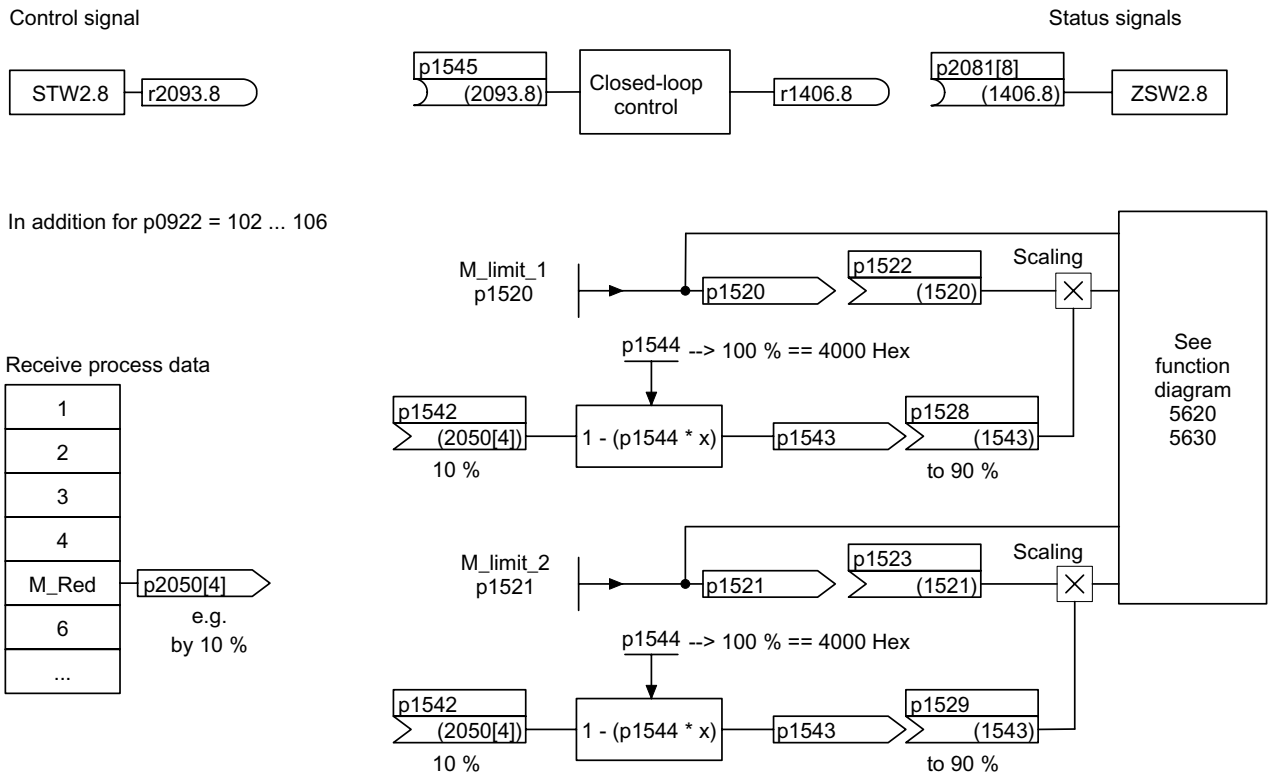 Control signal
Status signals
STW2.8
r2093.8
p1545
(2093.8)
Closed-loop
control
r1406.8
p2081[8]
(1406.8)
ZSW2.8
In addition for p0922 = 102 ... 106
M_limit_1
p1520
p1520
p1522
(1520)
Scaling
×
p1544 --> 100 % == 4000 Hex
p1542
(2050[4])
10 %
1 - (p1544 * x)
p1543
p1528
(1543)
to 90 %
See
function
diagram
5620
5630
Receive process data
1
2
3
4
M_Red
6
...
p2050[4]
e.g.
by 10 %
M_limit_2
p1521
p1521
p1523
(1521)
Scaling
×
p1544 --> 100 % == 4000 Hex
p1542
(2050[4])
10 %
1 - (p1544 * x)
p1543
p1529
(1543)
to 90 %